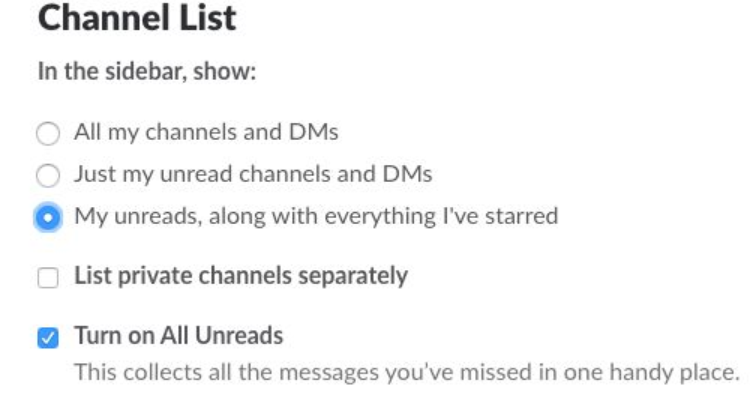 Channel List
In the sidebar, show:
All my channels and DMs
Just my unread channels and DMs
My unreads, along with everything I've starred
List private channels separately
Turn on All Unreads
This collects all the messages you've missed in one handy place.